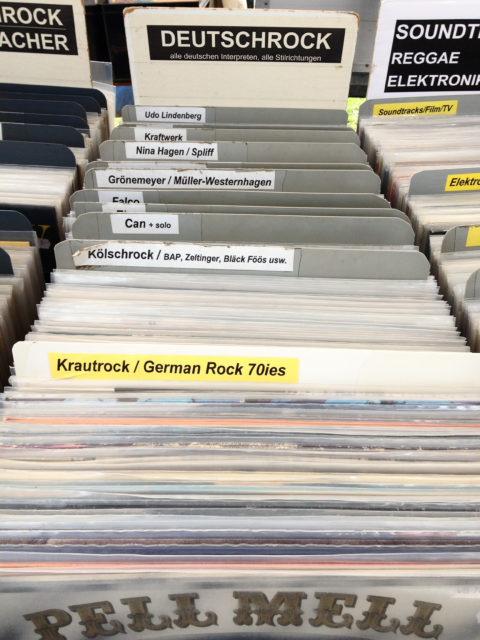 ROCK
ACHER
DEUTSCHROCK
alle deutschen Interpreten, alle Stilrichtungen
SOUNDT
REGGAE
ELEKTRONIK
Soundtracks/Film/TV
Udo Lindenberg
Kraftwerk
Nina Hagen / Spliff
Grönemeyer / Müller-Westernhagen
Elektro
Falco
Can + solo
Kölschrock / BAP, Zeltinger, Bläck Föös usw.
Krautrock / German Rock 70ies
PELL MELL